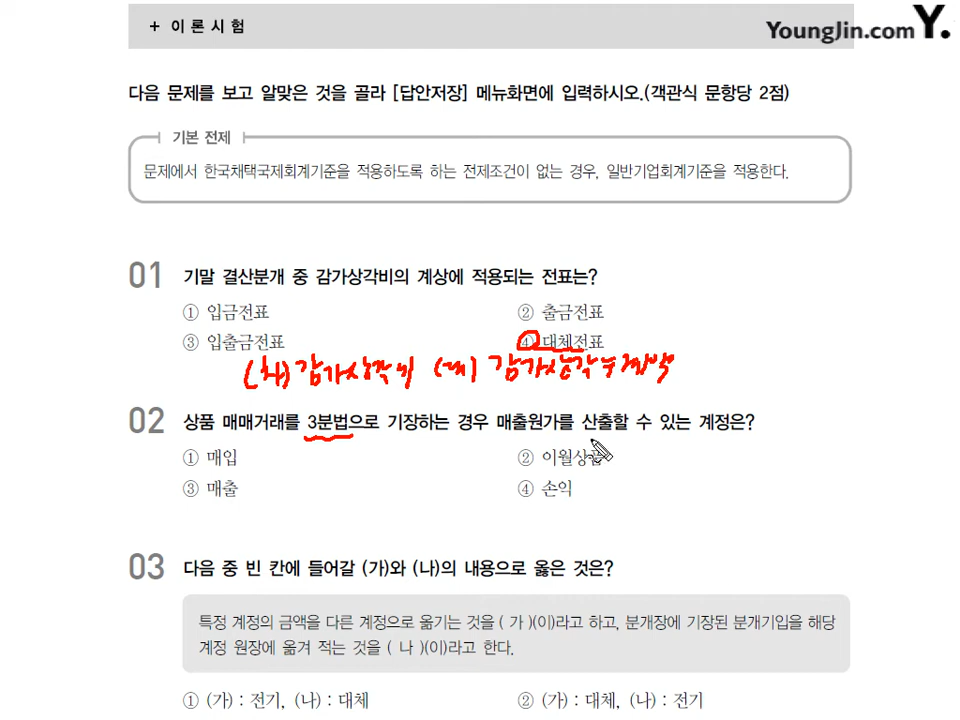 + 이론시험
YoungJin.com Y.
다음 문제를 보고 알맞은 것을 골라 [답안저장] 메뉴화면에 입력하시오.(객관식 문항당 2점)
기본 전제
문제에서 한국채택국제회계기준을 적용하도록 하는 전제조건이 없는 경우, 일반기업회계기준을 적용한다.
01 기말 결산분개 중 감가상각비의 계상에 적용되는 전표는?
① 입금전표 ② 출금전표
③ 입출금전표 ④ 대체전표
(차) 감가상각비 (대) 감가상각누계액
02 상품 매매거래를 3분법으로 기장하는 경우 매출원가를 산출할 수 있는 계정은?
① 매입 ② 이월상품
③ 매출 ④ 손익
03 다음 중 빈 칸에 들어갈 (가)와 (나)의 내용으로 옳은 것은?
특정 계정의 금액을 다른 계정으로 옮기는 것을 ( 가 )(이)라고 하고, 분개장에 기장된 분개기입을 해당
계정 원장에 옮겨 적는 것을 ( 나 )(이)라고 한다.
① (가) : 전기, (나) : 대체 ② (가) : 대체, (나) : 전기